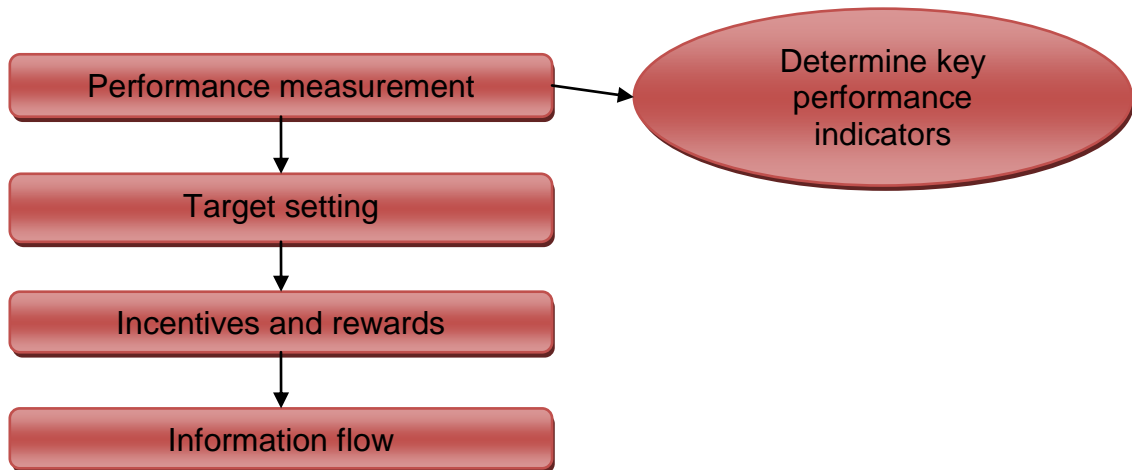 Performance measurement
Determine key
performance
indicators
Target setting
Incentives and rewards
Information flow